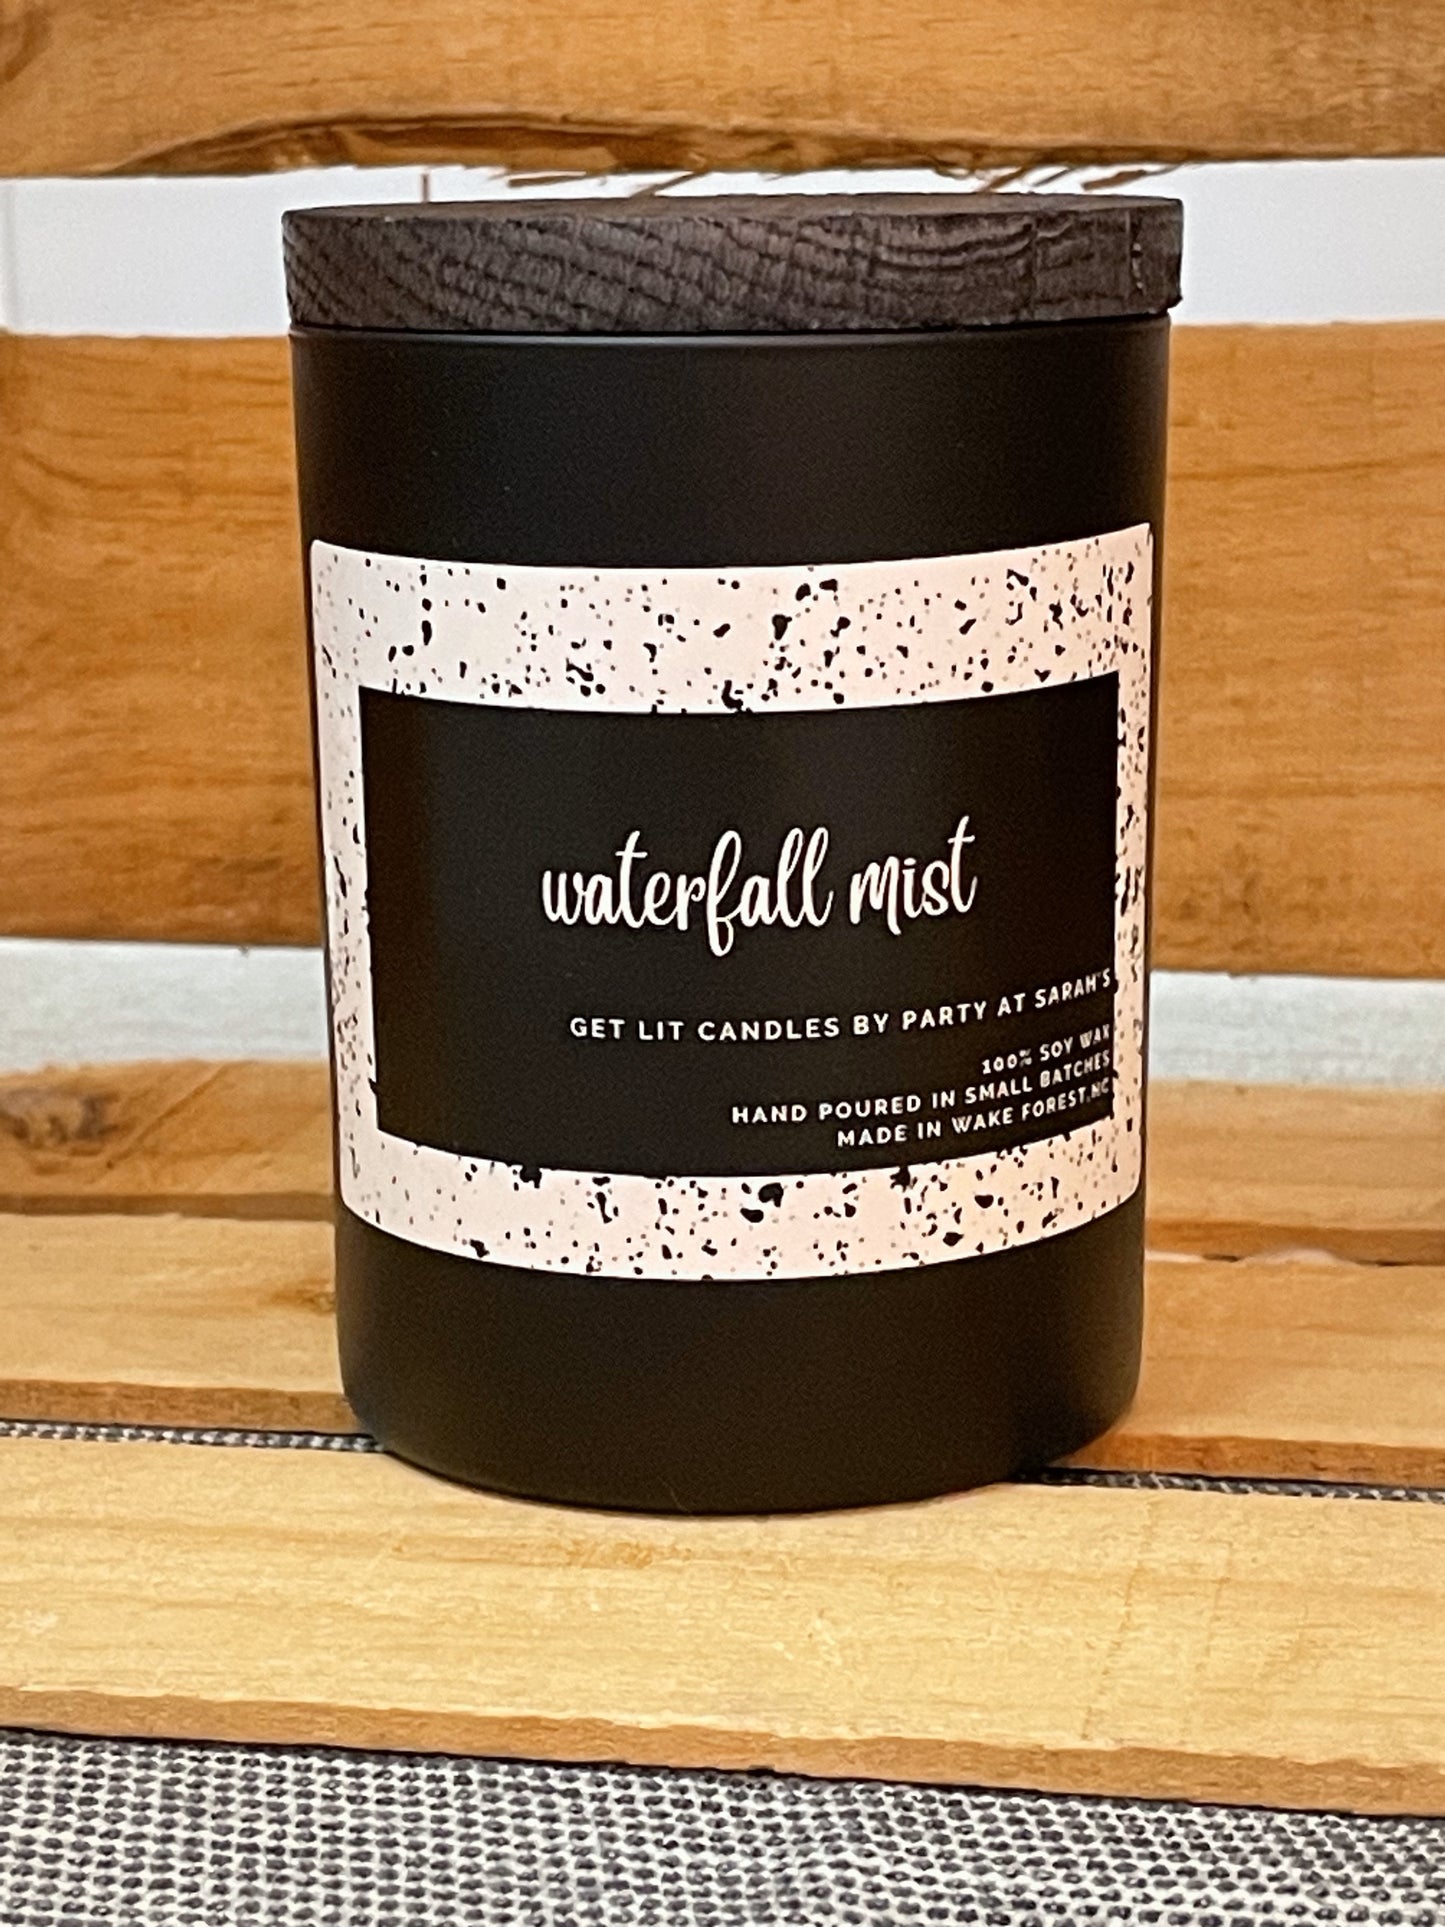 waterfall mist
GET LIT CANDLES BY PARTY AT SARAH'S
100% SOY WAX
HAND POURED IN SMALL BATCHES
MADE IN WAKE FOREST,NC